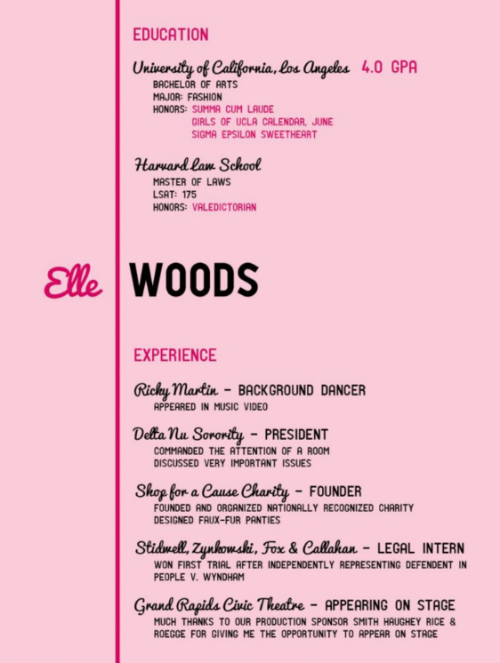 EDUCATION
University of California, Los Angeles 4.0 GPA
BACHELOR OF ARTS
MAJOR: FASHION
HONORS: SUMMA CUM LAUDE
GIRLS OF UCLA CALENDAR, JUNE
SIGMA EPSILON SWEETHEART
Harvard Law School
MASTER OF LAWS
LSAT: 175
HONORS: VALEDICTORIAN
Elle WOODS
EXPERIENCE
Ricky Martin - BACKGROUND DANCER
APPEARED IN MUSIC VIDEO
Delta Nu Sorority - PRESIDENT
COMMANDED THE ATTENTION OF A ROOM
DISCUSSED VERY IMPORTANT ISSUES
Shop for a Cause Charity - FOUNDER
FOUNDED AND ORGANIZED NATIONALLY RECOGNIZED CHARITY
DESIGNED FAUX-FUR PANTIES
Stidwell, Zynkowski, Fox & Callahan - LEGAL INTERN
WON FIRST TRIAL AFTER INDEPENDENTLY REPRESENTING DEFENDENT IN
PEOPLE V. WYNDHAM
Grand Rapids Civic Theatre - APPEARING ON STAGE
MUCH THANKS TO OUR PRODUCTION SPONSOR SMITH HAUGHEY RICE &
ROEGGE FOR GIVING ME THE OPPORTUNITY TO APPEAR ON STAGE